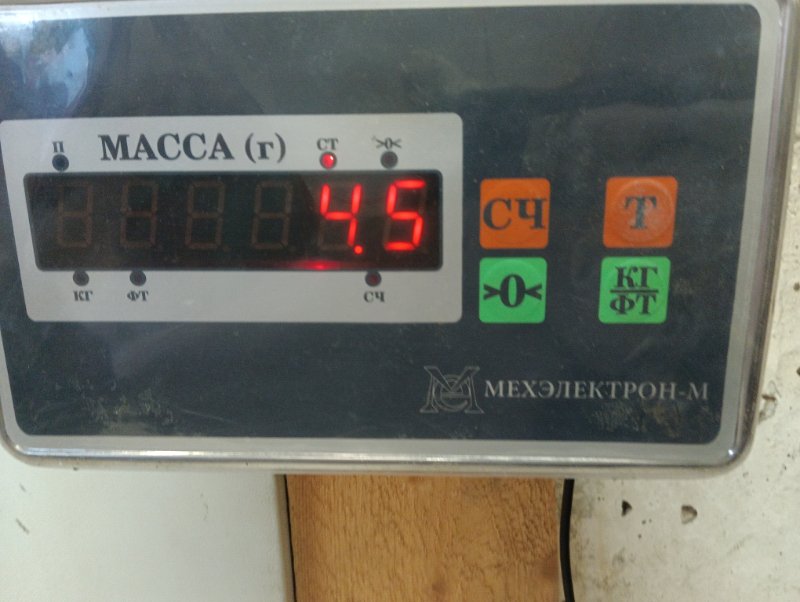 П МАССА (г) СТ >0<
4.5
КГ ФТ СЧ
СЧ Т
>0< КГ
ФТ
МЕХЭЛЕКТРОН-М